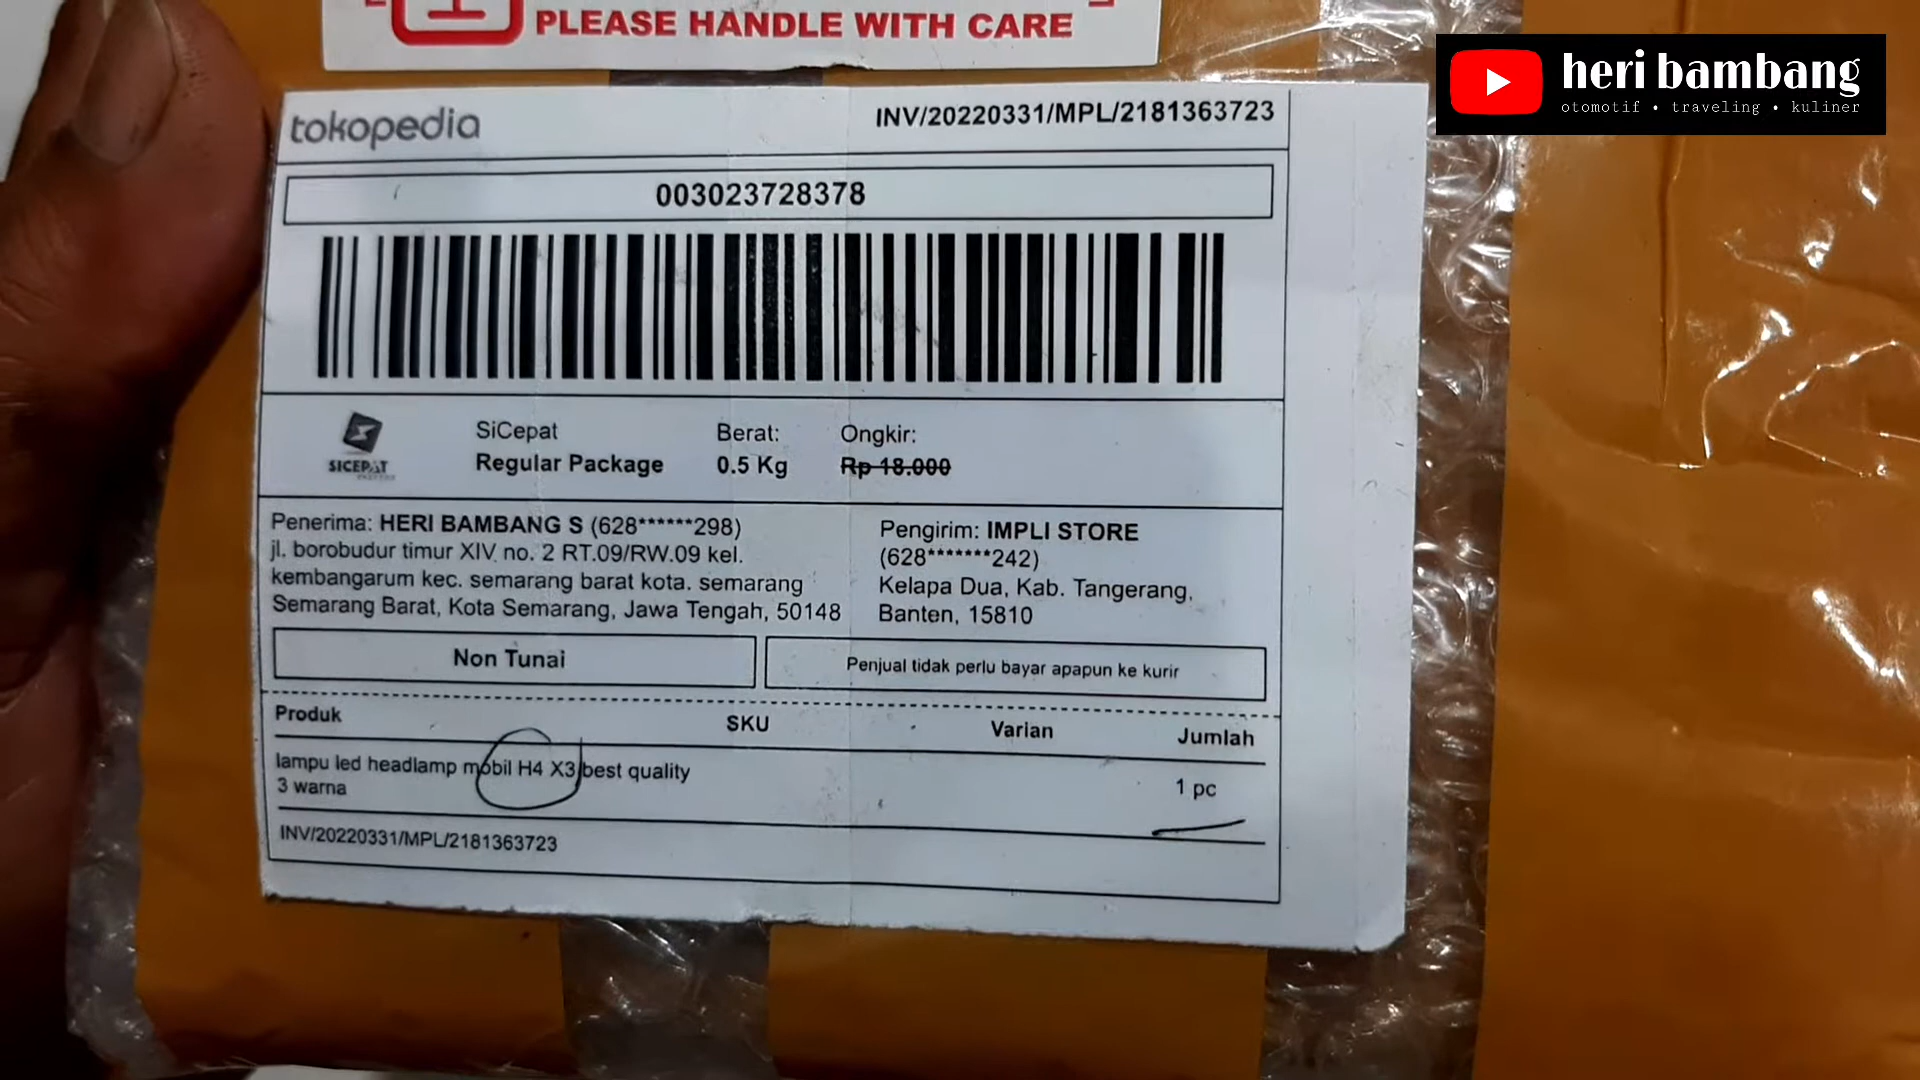 PLEASE HANDLE WITH CARE
heri bambang
otomotif • traveling • kuliner
tokopedia
INV/20220331/MPL/2181363723
003023728378
SiCepat Berat: Ongkir:
SICEPAT Regular Package 0.5 Kg Rp 18.000
Penerima: HERI BAMBANG S (628******298)
jl. borobudur timur XIV no. 2 RT.09/RW.09 kel.
kembangarum kec. semarang barat kota. semarang
Semarang Barat, Kota Semarang, Jawa Tengah, 50148
Pengirim: IMPLI STORE
(628*******242)
Kelapa Dua, Kab. Tangerang,
Banten, 15810
Non Tunai
Penjual tidak perlu bayar apapun ke kurir
Produk SKU Varian Jumlah
lampu led headlamp mobil H4 X3 best quality
3 warna
1 pc
INV/20220331/MPL/2181363723